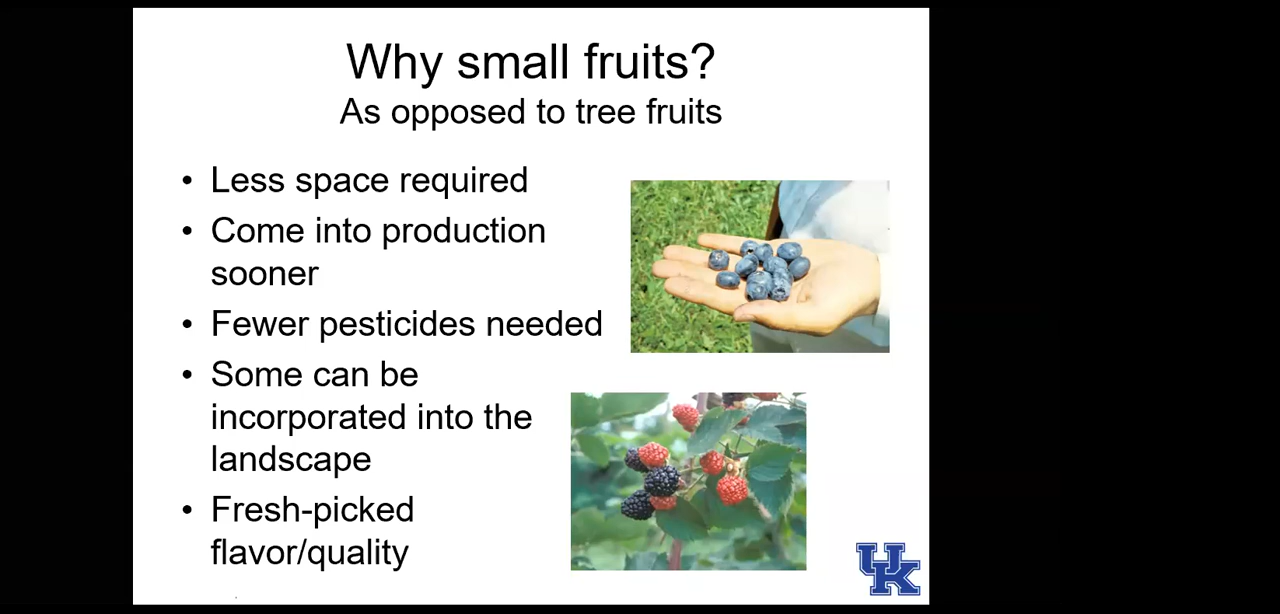 Why small fruits?
As opposed to tree fruits
• Less space required
• Come into production
sooner
• Fewer pesticides needed
• Some can be
incorporated into the
landscape
• Fresh-picked
flavor/quality
UK